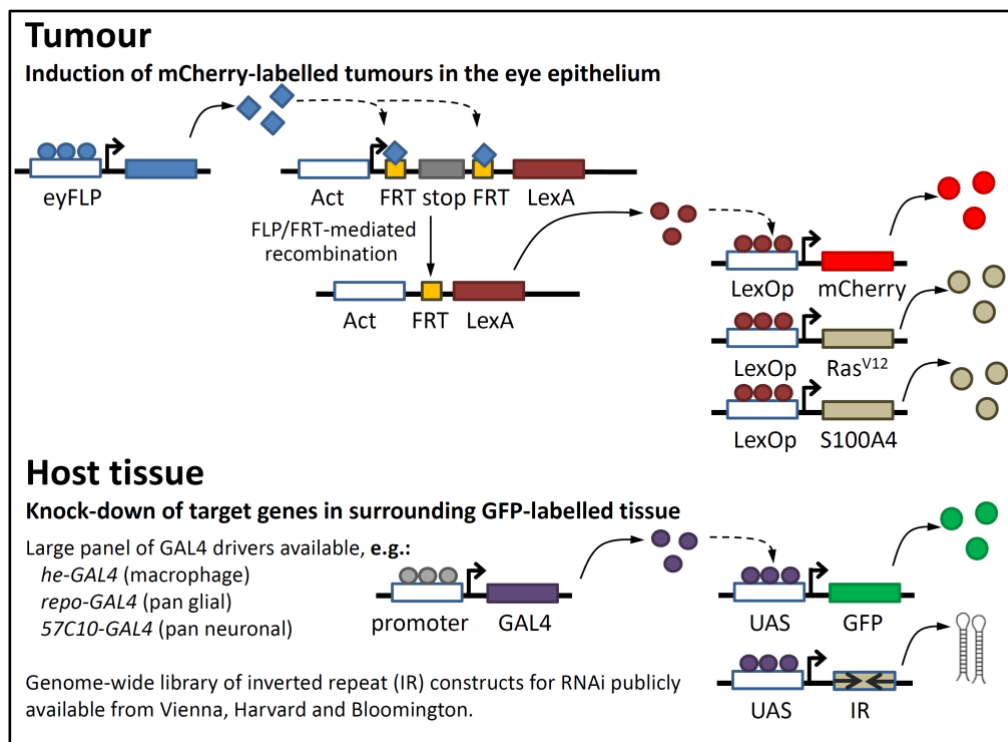 Tumour
Induction of mCherry-labelled tumours in the eye epithelium
eyFLP
Act FRT stop FRT LexA
FLP/FRT-mediated
recombination
Act FRT LexA
LexOp mCherry
LexOp RasV12
LexOp S100A4
Host tissue
Knock-down of target genes in surrounding GFP-labelled tissue
Large panel of GAL4 drivers available, e.g.:
he-GAL4 (macrophage)
repo-GAL4 (pan glial)
57C10-GAL4 (pan neuronal)
promoter GAL4
UAS GFP
Genome-wide library of inverted repeat (IR) constructs for RNAi publicly
available from Vienna, Harvard and Bloomington.
UAS IR